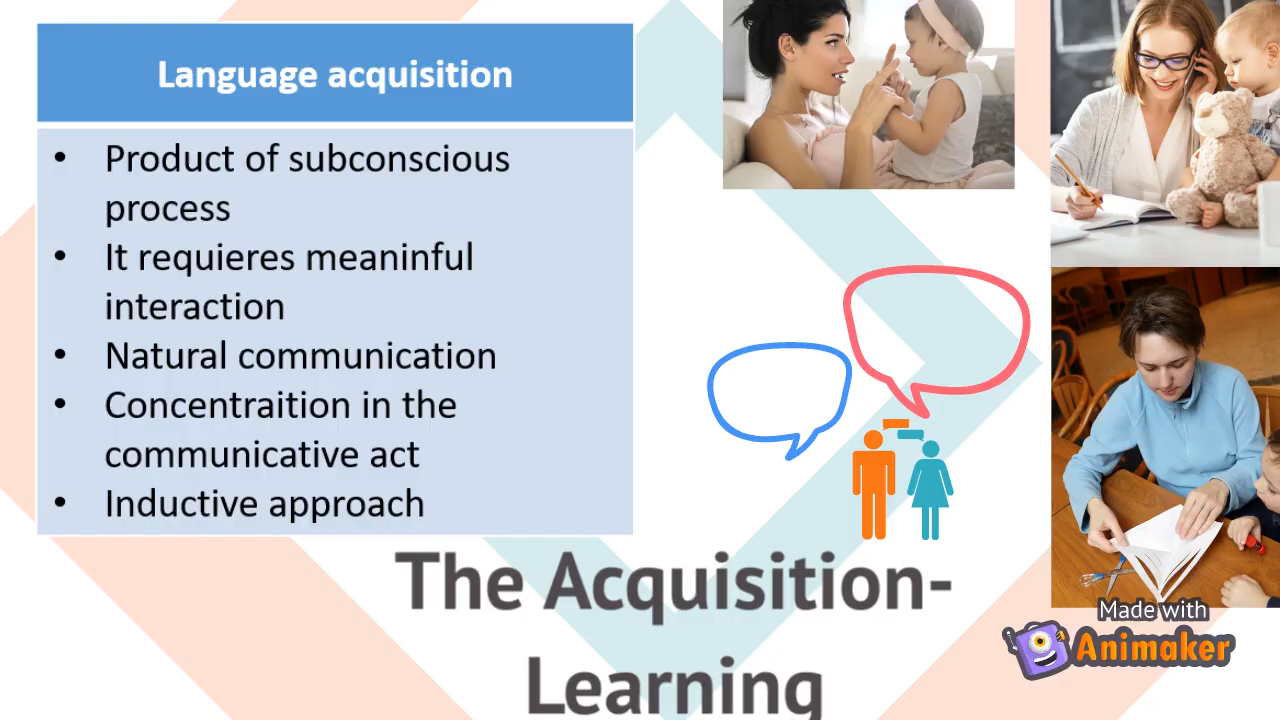 Language acquisition
• Product of subconscious
process
• It requieres meaninful
interaction
• Natural communication
• Concentraition in the
communicative act
• Inductive approach
The Acquisition-
Learning
Made with
Animaker